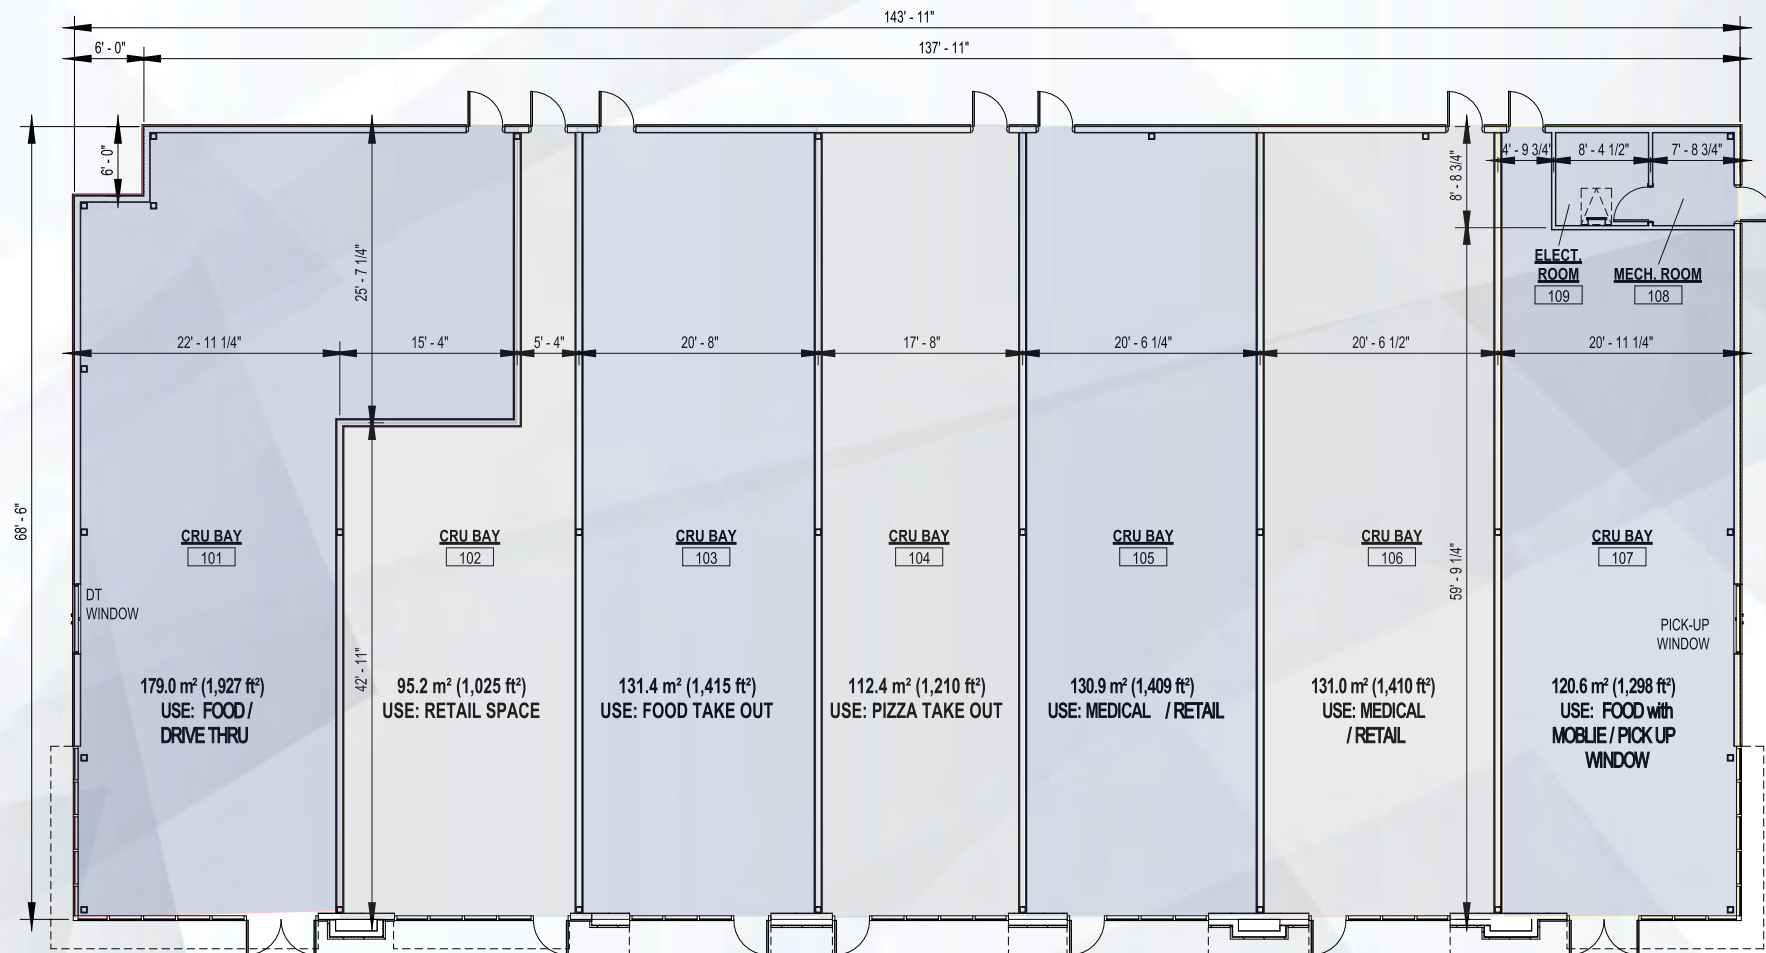 143' - 11"
6' - 0"
137' - 11"
6' - 0"
4' - 9 3/4"
8' - 4 1/2"
7' - 8 3/4"
8' - 8 3/4"
25' - 7 1/4"
ELECT.
ROOM
109
MECH. ROOM
108
22' - 11 1/4"
15' - 4"
5' - 4"
20' - 8"
17' - 8"
20' - 6 1/4"
20' - 6 1/2"
20' - 11 1/4"
68' - 6"
CRU BAY
101
CRU BAY
102
CRU BAY
103
CRU BAY
104
CRU BAY
105
CRU BAY
106
CRU BAY
107
59' - 9 1/4"
DT
WINDOW
PICK-UP
WINDOW
42' - 11"
179.0 m² (1,927 ft²)
USE: FOOD /
DRIVE THRU
95.2 m² (1,025 ft²)
USE: RETAIL SPACE
131.4 m² (1,415 ft²)
USE: FOOD TAKE OUT
112.4 m² (1,210 ft²)
USE: PIZZA TAKE OUT
130.9 m² (1,409 ft²)
USE: MEDICAL / RETAIL
131.0 m² (1,410 ft²)
USE: MEDICAL
/ RETAIL
120.6 m² (1,298 ft²)
USE: FOOD with
MOBLIE / PICK UP
WINDOW